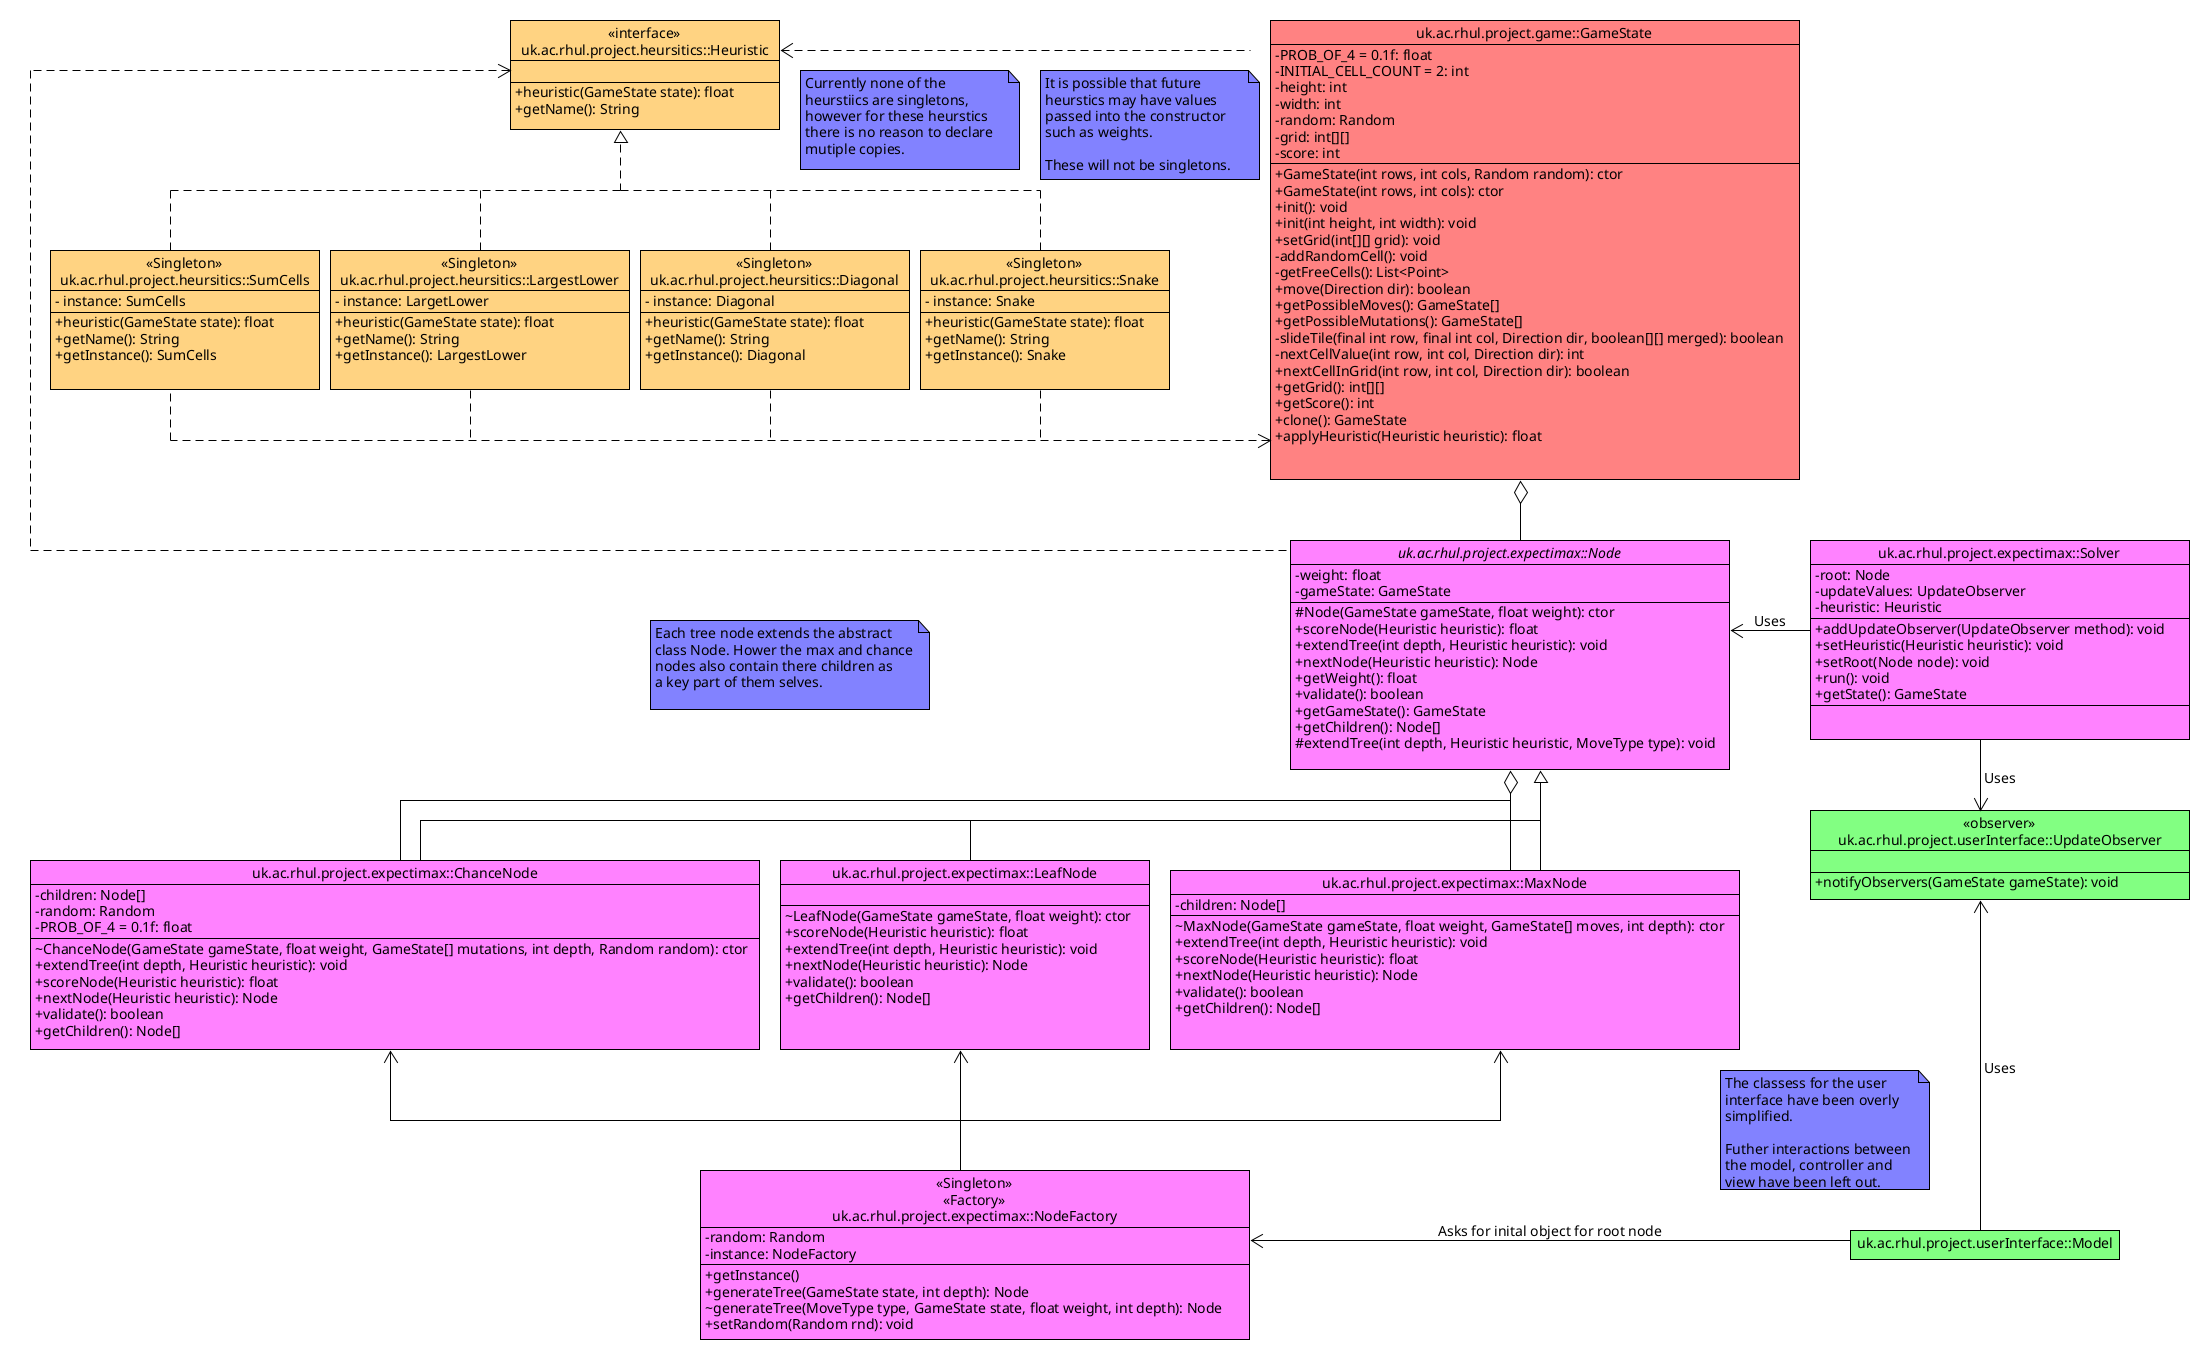 «interface»
uk.ac.rhul.project.heursitics::Heuristic
+heuristic(GameState state): float
+getName(): String
Currently none of the
heurstiics are singletons,
however for these heurstics
there is no reason to declare
mutiple copies.
It is possible that future
heurstics may have values
passed into the constructor
such as weights.
These will not be singletons.
uk.ac.rhul.project.game::GameState
-PROB_OF_4 = 0.1f: float
-INITIAL_CELL_COUNT = 2: int
-height: int
-width: int
-random: Random
-grid: int[][]
-score: int
+GameState(int rows, int cols, Random random): ctor
+GameState(int rows, int cols): ctor
+init(): void
+init(int height, int width): void
+setGrid(int[][] grid): void
-addRandomCell(): void
-getFreeCells(): List<Point>
+move(Direction dir): boolean
+getPossibleMoves(): GameState[]
+getPossibleMutations(): GameState[]
-slideTile(final int row, final int col, Direction dir, boolean[][] merged): boolean
-nextCellValue(int row, int col, Direction dir): int
+nextCellInGrid(int row, int col, Direction dir): boolean
+getGrid(): int[][]
+getScore(): int
+clone(): GameState
+applyHeuristic(Heuristic heuristic): float
«Singleton»
uk.ac.rhul.project.heursitics::SumCells
- instance: SumCells
+heuristic(GameState state): float
+getName(): String
+getInstance(): SumCells
«Singleton»
uk.ac.rhul.project.heursitics::LargestLower
- instance: LargetLower
+heuristic(GameState state): float
+getName(): String
+getInstance(): LargestLower
«Singleton»
uk.ac.rhul.project.heursitics::Diagonal
- instance: Diagonal
+heuristic(GameState state): float
+getName(): String
+getInstance(): Diagonal
«Singleton»
uk.ac.rhul.project.heursitics::Snake
- instance: Snake
+heuristic(GameState state): float
+getName(): String
+getInstance(): Snake
uk.ac.rhul.project.expectimax::Node
-weight: float
-gameState: GameState
#Node(GameState gameState, float weight): ctor
+scoreNode(Heuristic heuristic): float
+extendTree(int depth, Heuristic heuristic): void
+nextNode(Heuristic heuristic): Node
+getWeight(): float
+validate(): boolean
+getGameState(): GameState
+getChildren(): Node[]
#extendTree(int depth, Heuristic heuristic, MoveType type): void
Uses
uk.ac.rhul.project.expectimax::Solver
-root: Node
-updateValues: UpdateObserver
-heuristic: Heuristic
+addUpdateObserver(UpdateObserver method): void
+setHeuristic(Heuristic heuristic): void
+setRoot(Node node): void
+run(): void
+getState(): GameState
Each tree node extends the abstract
class Node. Hower the max and chance
nodes also contain there children as
a key part of them selves.
Uses
«observer»
uk.ac.rhul.project.userInterface::UpdateObserver
+notifyObservers(GameState gameState): void
uk.ac.rhul.project.expectimax::ChanceNode
-children: Node[]
-random: Random
-PROB_OF_4 = 0.1f: float
~ChanceNode(GameState gameState, float weight, GameState[] mutations, int depth, Random random): ctor
+extendTree(int depth, Heuristic heuristic): void
+scoreNode(Heuristic heuristic): float
+nextNode(Heuristic heuristic): Node
+validate(): boolean
+getChildren(): Node[]
uk.ac.rhul.project.expectimax::LeafNode
~LeafNode(GameState gameState, float weight): ctor
+scoreNode(Heuristic heuristic): float
+extendTree(int depth, Heuristic heuristic): void
+nextNode(Heuristic heuristic): Node
+validate(): boolean
+getChildren(): Node[]
uk.ac.rhul.project.expectimax::MaxNode
-children: Node[]
~MaxNode(GameState gameState, float weight, GameState[] moves, int depth): ctor
+extendTree(int depth, Heuristic heuristic): void
+scoreNode(Heuristic heuristic): float
+nextNode(Heuristic heuristic): Node
+validate(): boolean
+getChildren(): Node[]
Uses
The classess for the user
interface have been overly
simplified.
Futher interactions between
the model, controller and
view have been left out.
«Singleton»
«Factory»
uk.ac.rhul.project.expectimax::NodeFactory
-random: Random
-instance: NodeFactory
+getInstance()
+generateTree(GameState state, int depth): Node
~generateTree(MoveType type, GameState state, float weight, int depth): Node
+setRandom(Random rnd): void
Asks for inital object for root node
uk.ac.rhul.project.userInterface::Model